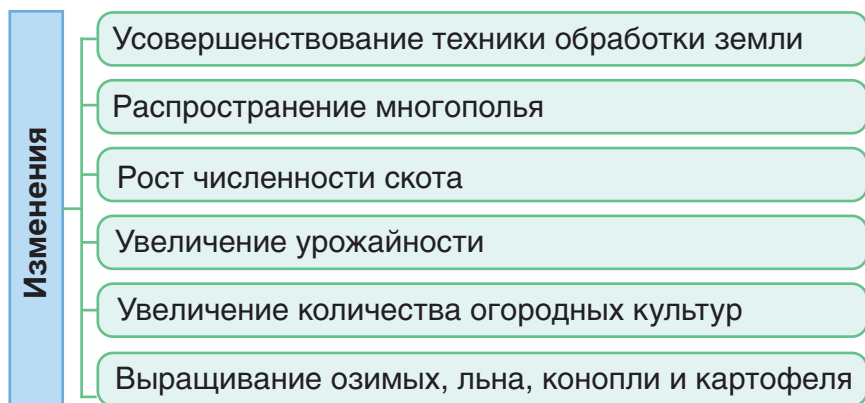 Изменения
Усовершенствование техники обработки земли
Распространение многополья
Рост численности скота
Увеличение урожайности
Увеличение количества огородных культур
Выращивание озимых, льна, конопли и картофеля